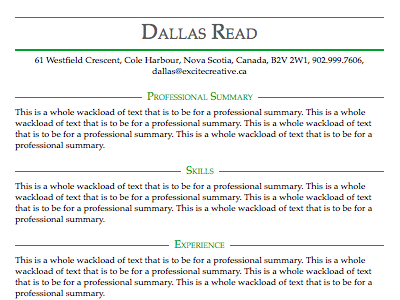 Dallas Read
61 Westfield Crescent, Cole Harbour, Nova Scotia, Canada, B2V 2W1, 902.999.7606,
dallas@excitecreative.ca
Professional Summary
This is a whole wackload of text that is to be for a professional summary. This is a whole
wackload of text that is to be for a professional summary. This is a whole wackload of text
that is to be for a professional summary. This is a whole wackload of text that is to be for a
professional summary.
Skills
This is a whole wackload of text that is to be for a professional summary. This is a whole
wackload of text that is to be for a professional summary. This is a whole wackload of text
that is to be for a professional summary. This is a whole wackload of text that is to be for a
professional summary.
Experience
This is a whole wackload of text that is to be for a professional summary. This is a whole
wackload of text that is to be for a professional summary. This is a whole wackload of text
that is to be for a professional summary. This is a whole wackload of text that is to be for a
professional summary.